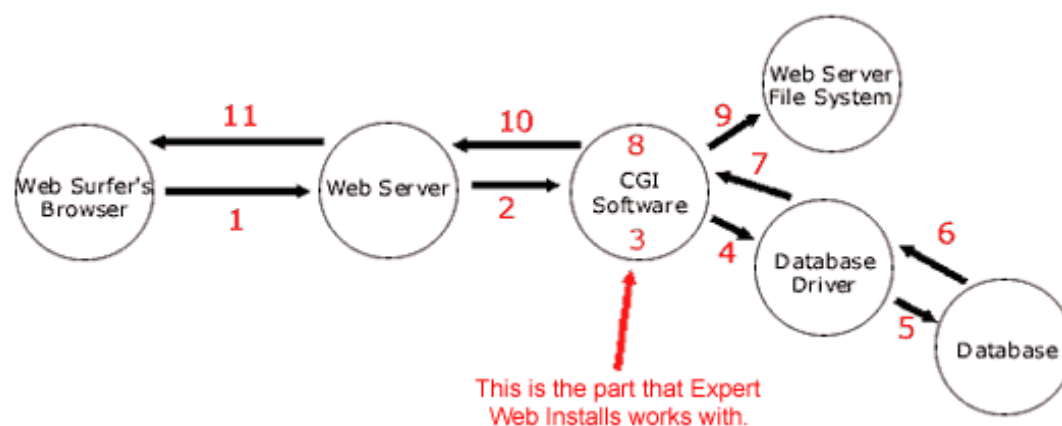 Web Server
File System
11
10
9
8
7
Web Surfer's
Browser
Web Server
CGI
Software
1
2
3
4
6
Database
Driver
5
Database
This is the part that Expert
Web Installs works with.